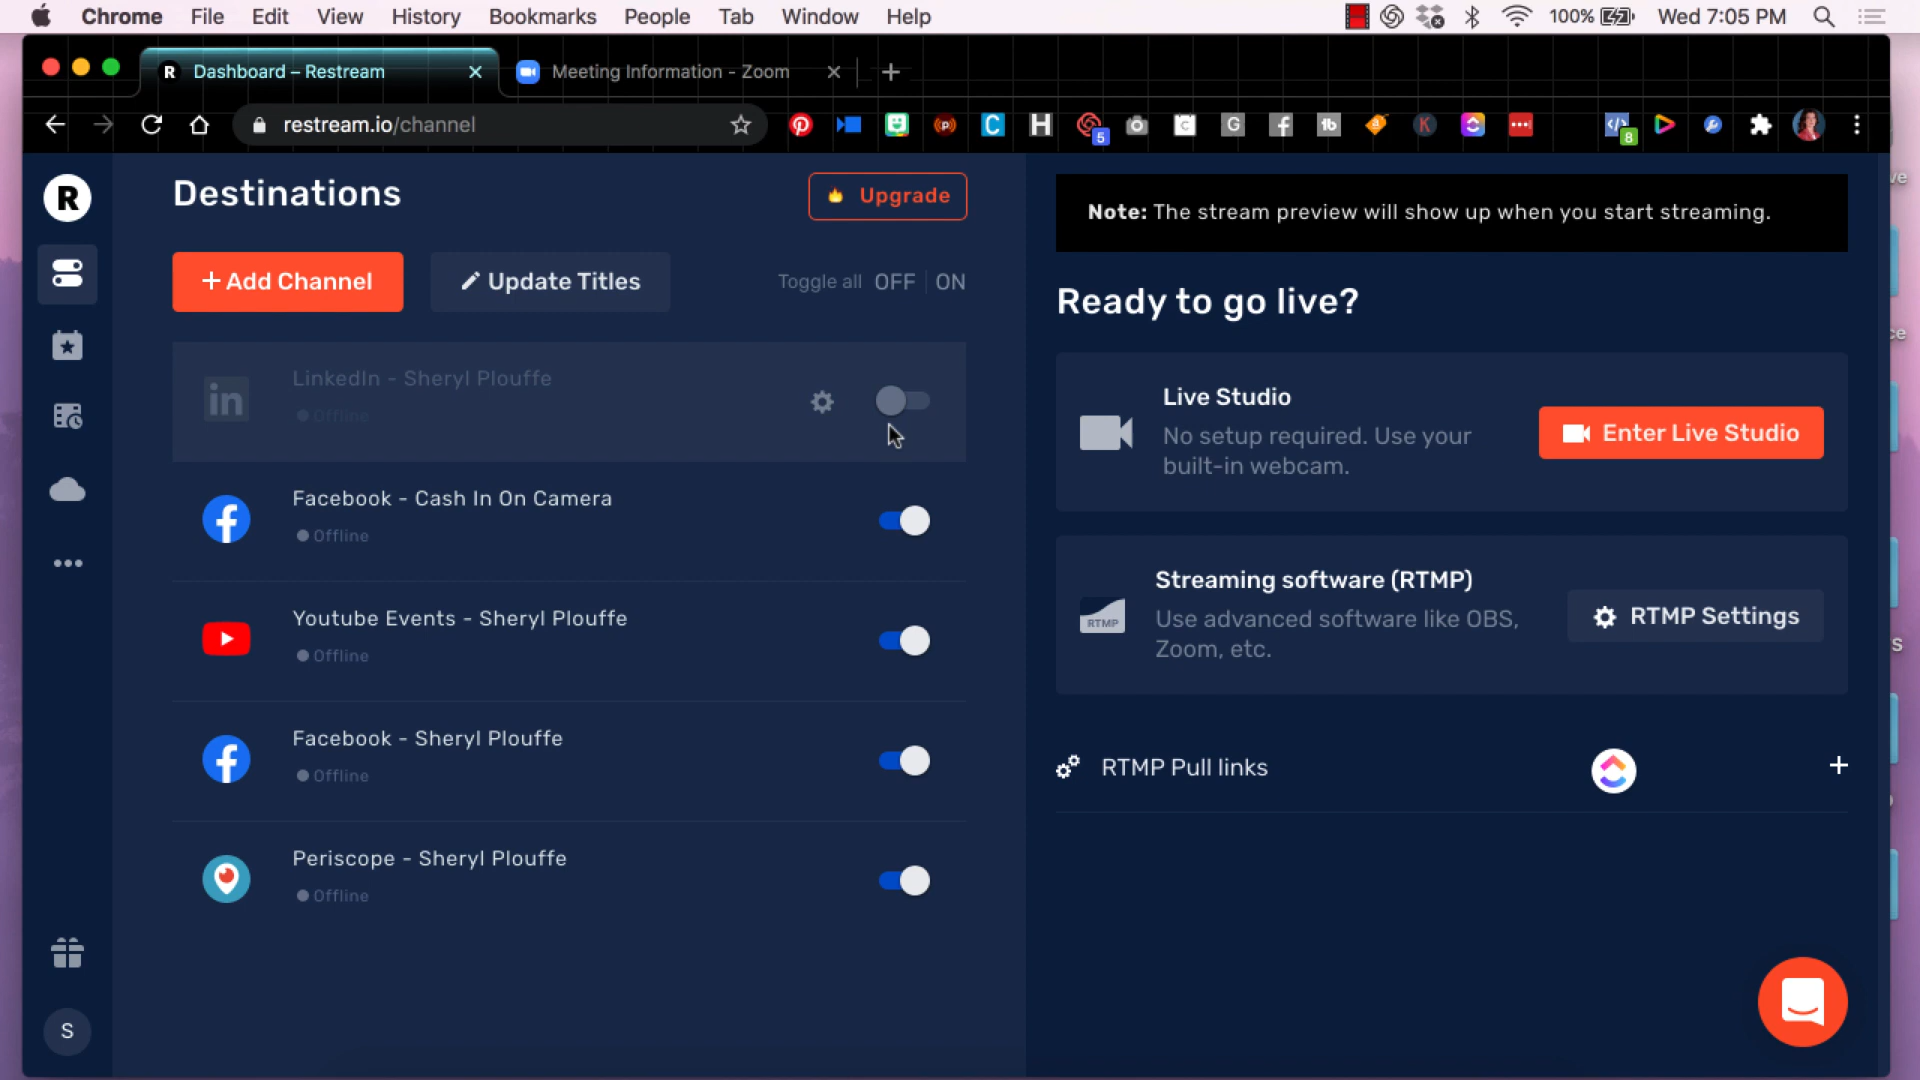 Chrome File Edit View History Bookmarks People Tab Window Help 100% Wed 7:05 PM
R Dashboard – Restream Meeting Information - Zoom
restream.io/channel
5
8
R
Destinations
Upgrade
+ Add Channel
Update Titles
Toggle all OFF ON
in
LinkedIn - Sheryl Plouffe
Offline
Facebook - Cash In On Camera
Offline
Youtube Events - Sheryl Plouffe
Offline
Facebook - Sheryl Plouffe
Offline
Periscope - Sheryl Plouffe
Offline
S
Note: The stream preview will show up when you start streaming.
Ready to go live?
Live Studio
No setup required. Use your
built-in webcam.
Enter Live Studio
Streaming software (RTMP)
RTMP
Use advanced software like OBS,
Zoom, etc.
RTMP Settings
RTMP Pull links